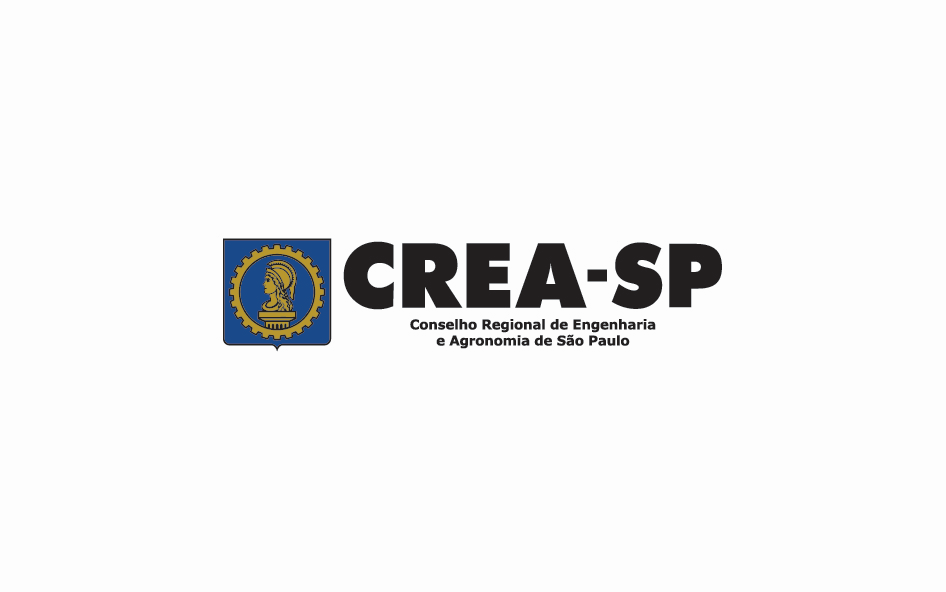 CREA-SP
Conselho Regional de Engenharia
e Agronomia de São Paulo